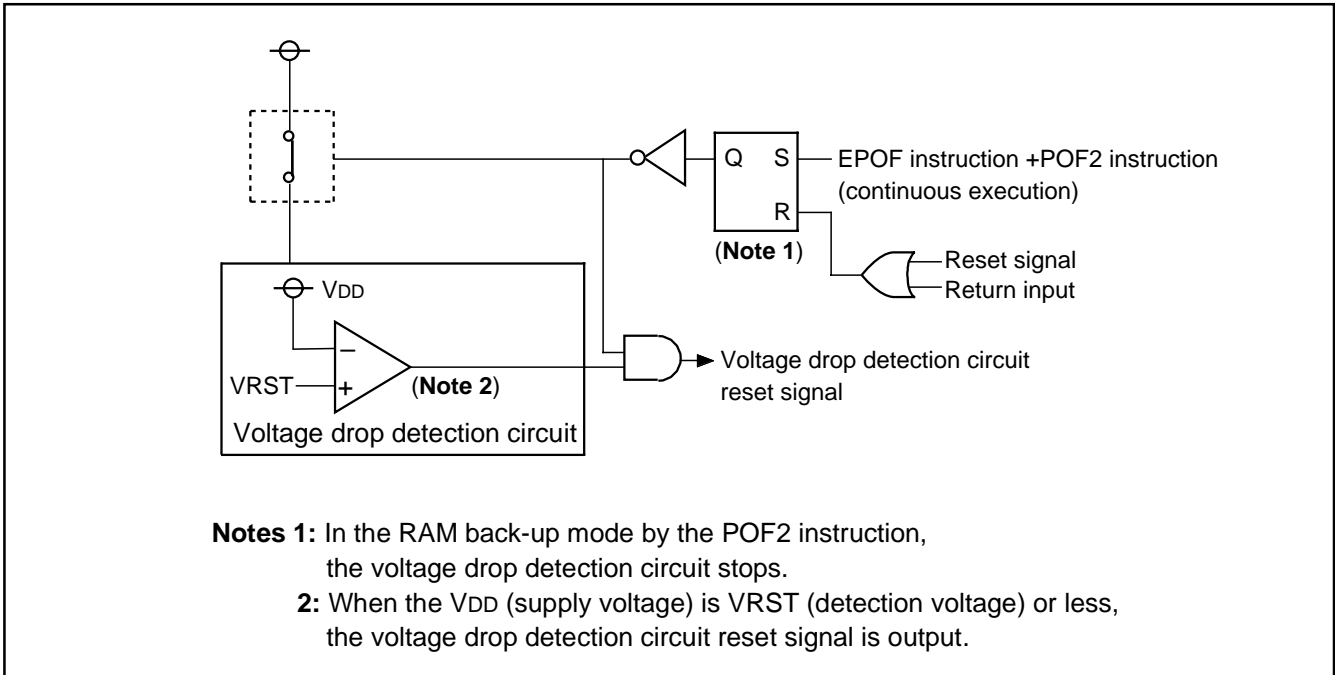 Q S EPOF instruction +POF2 instruction
(continuous execution)
R
(Note 1)
Reset signal
Return input
VDD
−
VRST +
(Note 2)
Voltage drop detection circuit
Voltage drop detection circuit
reset signal
Notes 1: In the RAM back-up mode by the POF2 instruction,
the voltage drop detection circuit stops.
2: When the VDD (supply voltage) is VRST (detection voltage) or less,
the voltage drop detection circuit reset signal is output.